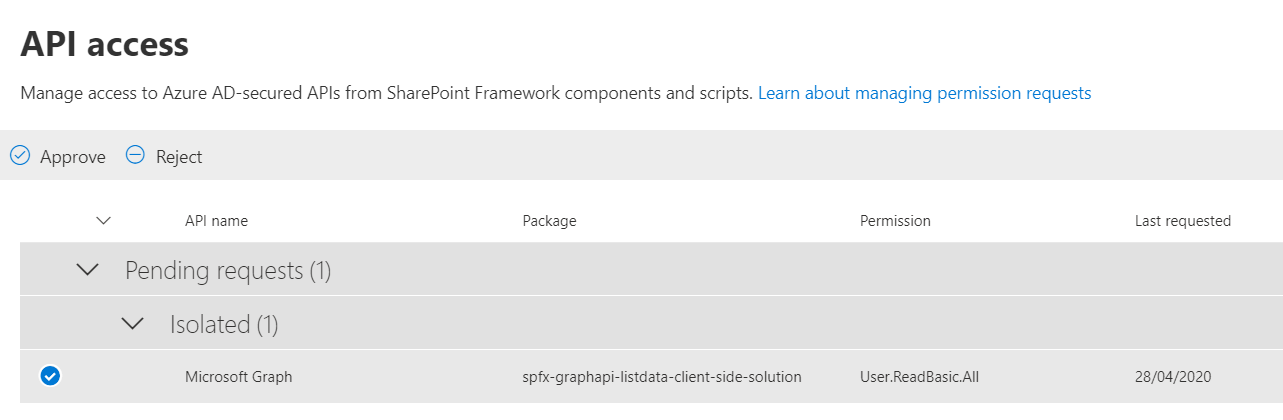 API access
Manage access to Azure AD-secured APIs from SharePoint Framework components and scripts. Learn about managing permission requests
Approve Reject
API name Package Permission Last requested
Pending requests (1)
Isolated (1)
Microsoft Graph spfx-graphapi-listdata-client-side-solution User.ReadBasic.All 28/04/2020